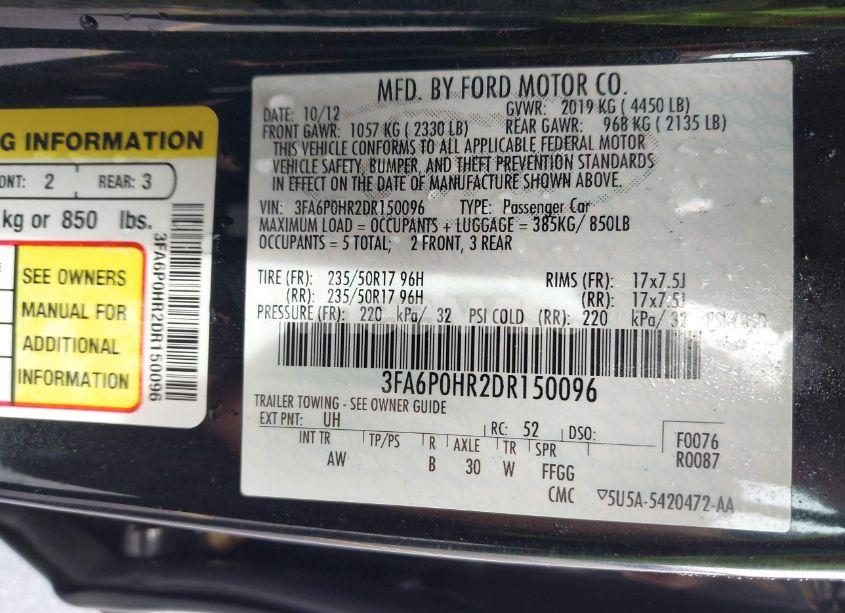 G INFORMATION
ONT: 2 REAR: 3
kg or 850 lbs.
SEE OWNERS
MANUAL FOR
ADDITIONAL
INFORMATION
3FA6P0HR2DR150096
MFD. BY FORD MOTOR CO.
DATE: 10/12 GVWR: 2019 KG ( 4450 LB)
FRONT GAWR: 1057 KG ( 2330 LB) REAR GAWR: 968 KG ( 2135 LB)
THIS VEHICLE CONFORMS TO ALL APPLICABLE FEDERAL MOTOR
VEHICLE SAFETY, BUMPER, AND THEFT PREVENTION STANDARDS
IN EFFECT ON THE DATE OF MANUFACTURE SHOWN ABOVE.
VIN: 3FA6P0HR2DR150096 TYPE: Passenger Car
MAXIMUM LOAD = OCCUPANTS + LUGGAGE = 385KG/ 850LB
OCCUPANTS = 5 TOTAL; 2 FRONT, 3 REAR
TIRE (FR): 235/50R17 96H RIMS (FR): 17x7.5J
(RR): 235/50R17 96H (RR): 17x7.5J
PRESSURE (FR): 220 kPa/ 32 PSI COLD (RR): 220 kPa/ 32 PSI COLD
3FA6P0HR2DR150096
TRAILER TOWING - SEE OWNER GUIDE
EXT PNT: UH RC: 52 DSO: F0076
INT TR TP/PS R AXLE TR SPR R0087
AW B 30 W FFGG
CMC ▽5U5A-5420472-AA